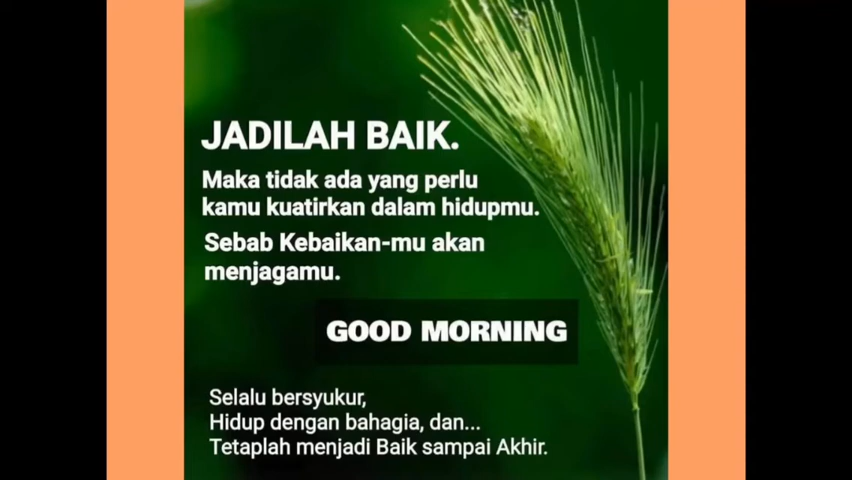 JADILAH BAIK.
Maka tidak ada yang perlu
kamu kuatirkan dalam hidupmu.
Sebab Kebaikan-mu akan
menjagamu.
GOOD MORNING
Selalu bersyukur,
Hidup dengan bahagia, dan...
Tetaplah menjadi Baik sampai Akhir.